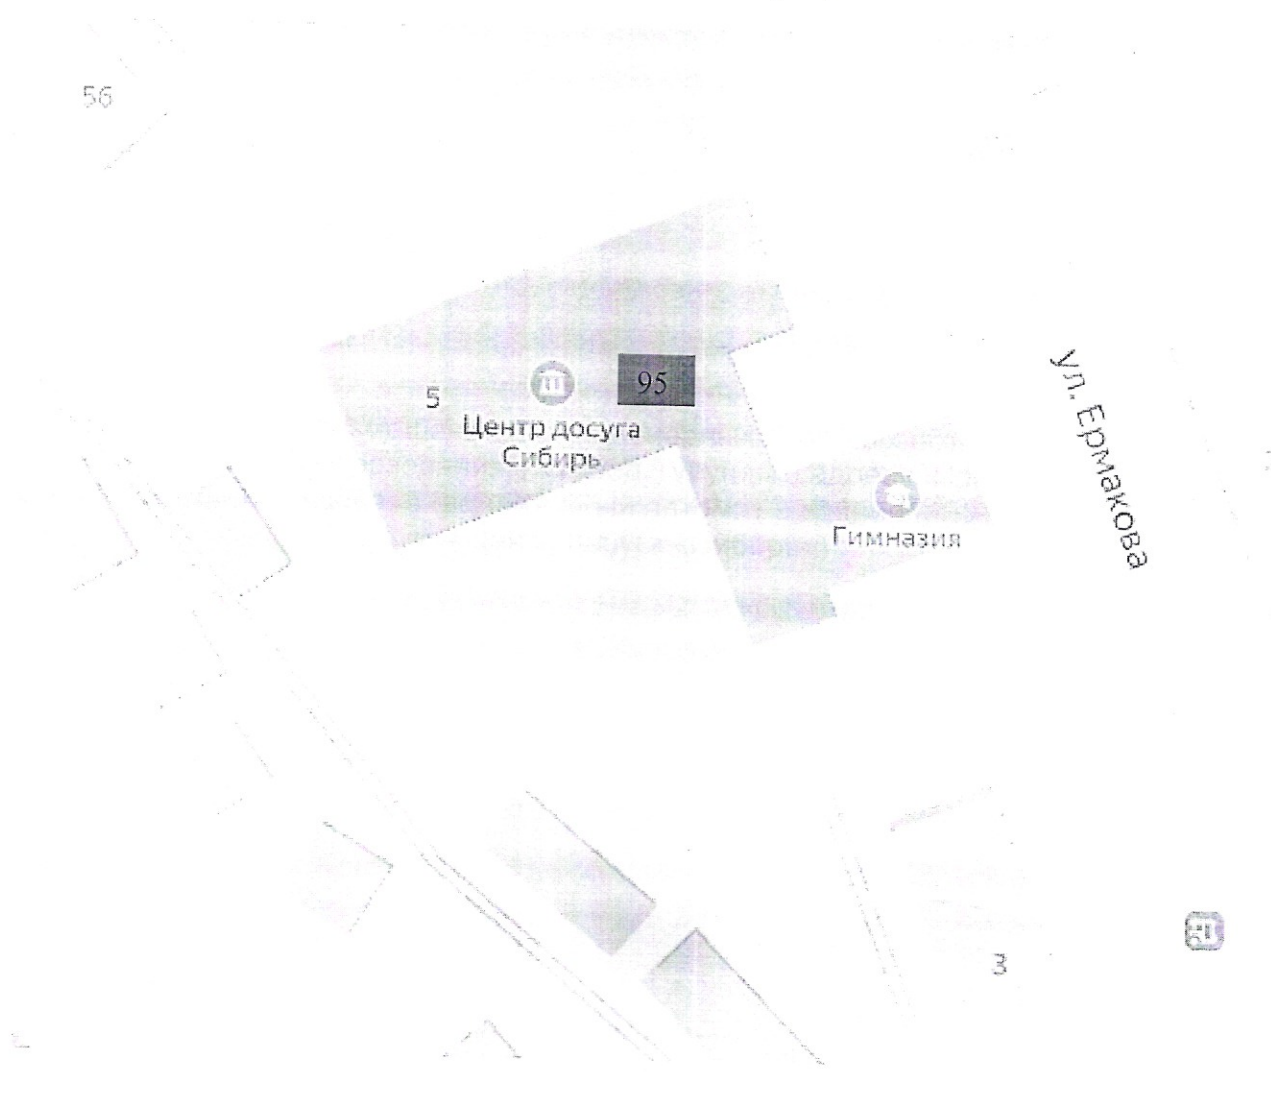 56
5
95
Центр досуга
Сибирь
Гимназия
ул. Ермакова
3